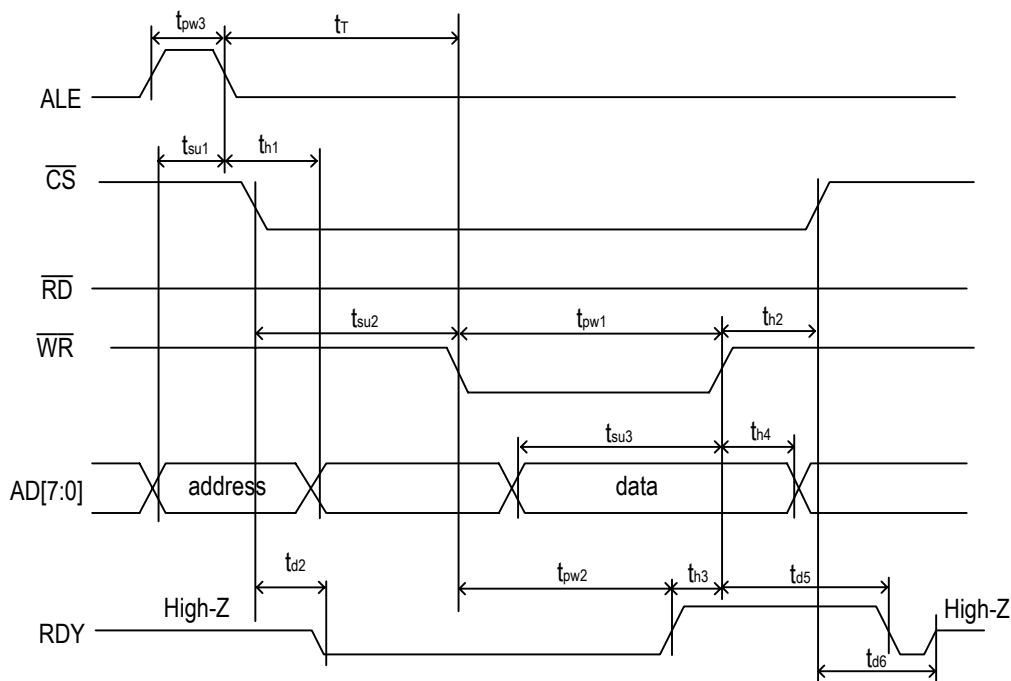 tpw3 tT
ALE
tsu1 th1
CS
RD
tsu2 tpw1 th2
WR
tsu3 th4
AD[7:0] address data
td2 tpw2 th3 td5
High-Z High-Z
RDY
td6